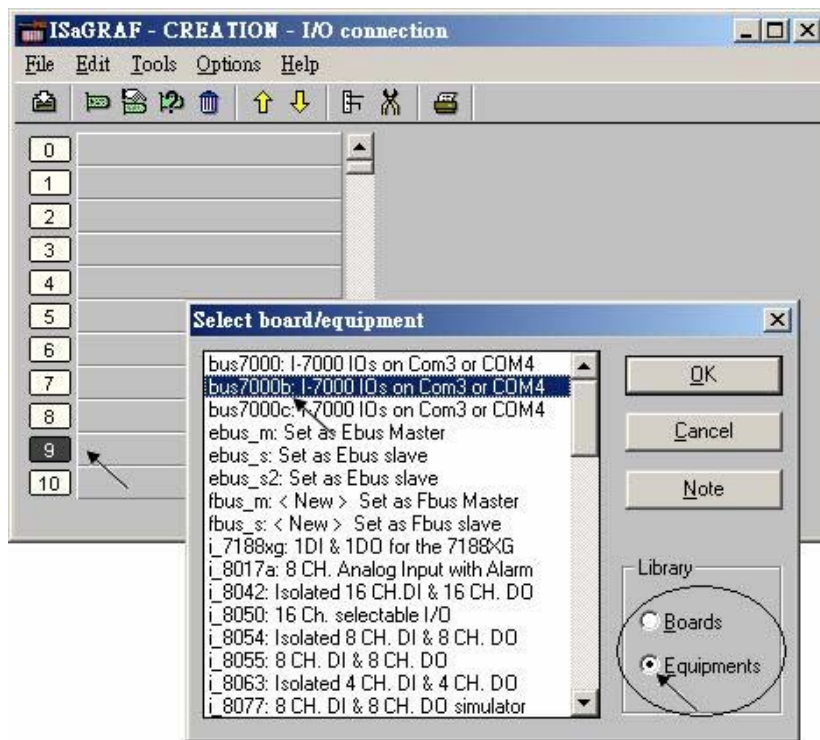 ISaGRAF - CREATION - I/O connection
File Edit Tools Options Help
0
1
2
3
4
5
6
7
8
9
10
Select board/equipment
bus7000: I-7000 IOs on Com3 or COM4
bus7000b: I-7000 IOs on Com3 or COM4
bus7000c: I-7000 IOs on Com3 or COM4
ebus_m: Set as Ebus Master
ebus_s: Set as Ebus slave
ebus_s2: Set as Ebus slave
fbus_m: < New > Set as Fbus Master
fbus_s: < New > Set as Fbus slave
i_7188xg: 1DI & 1DO for the 7188XG
i_8017a: 8 CH. Analog Input with Alarm
i_8042: Isolated 16 CH.DI & 16 CH. DO
i_8050: 16 Ch. selectable I/O
i_8054: Isolated 8 CH. DI & 8 CH. DO
i_8055: 8 CH. DI & 8 CH. DO
i_8063: Isolated 4 CH. DI & 4 CH. DO
i_8077: 8 CH. DI & 8 CH. DO simulator
OK
Cancel
Note
Library
Boards
Equipments